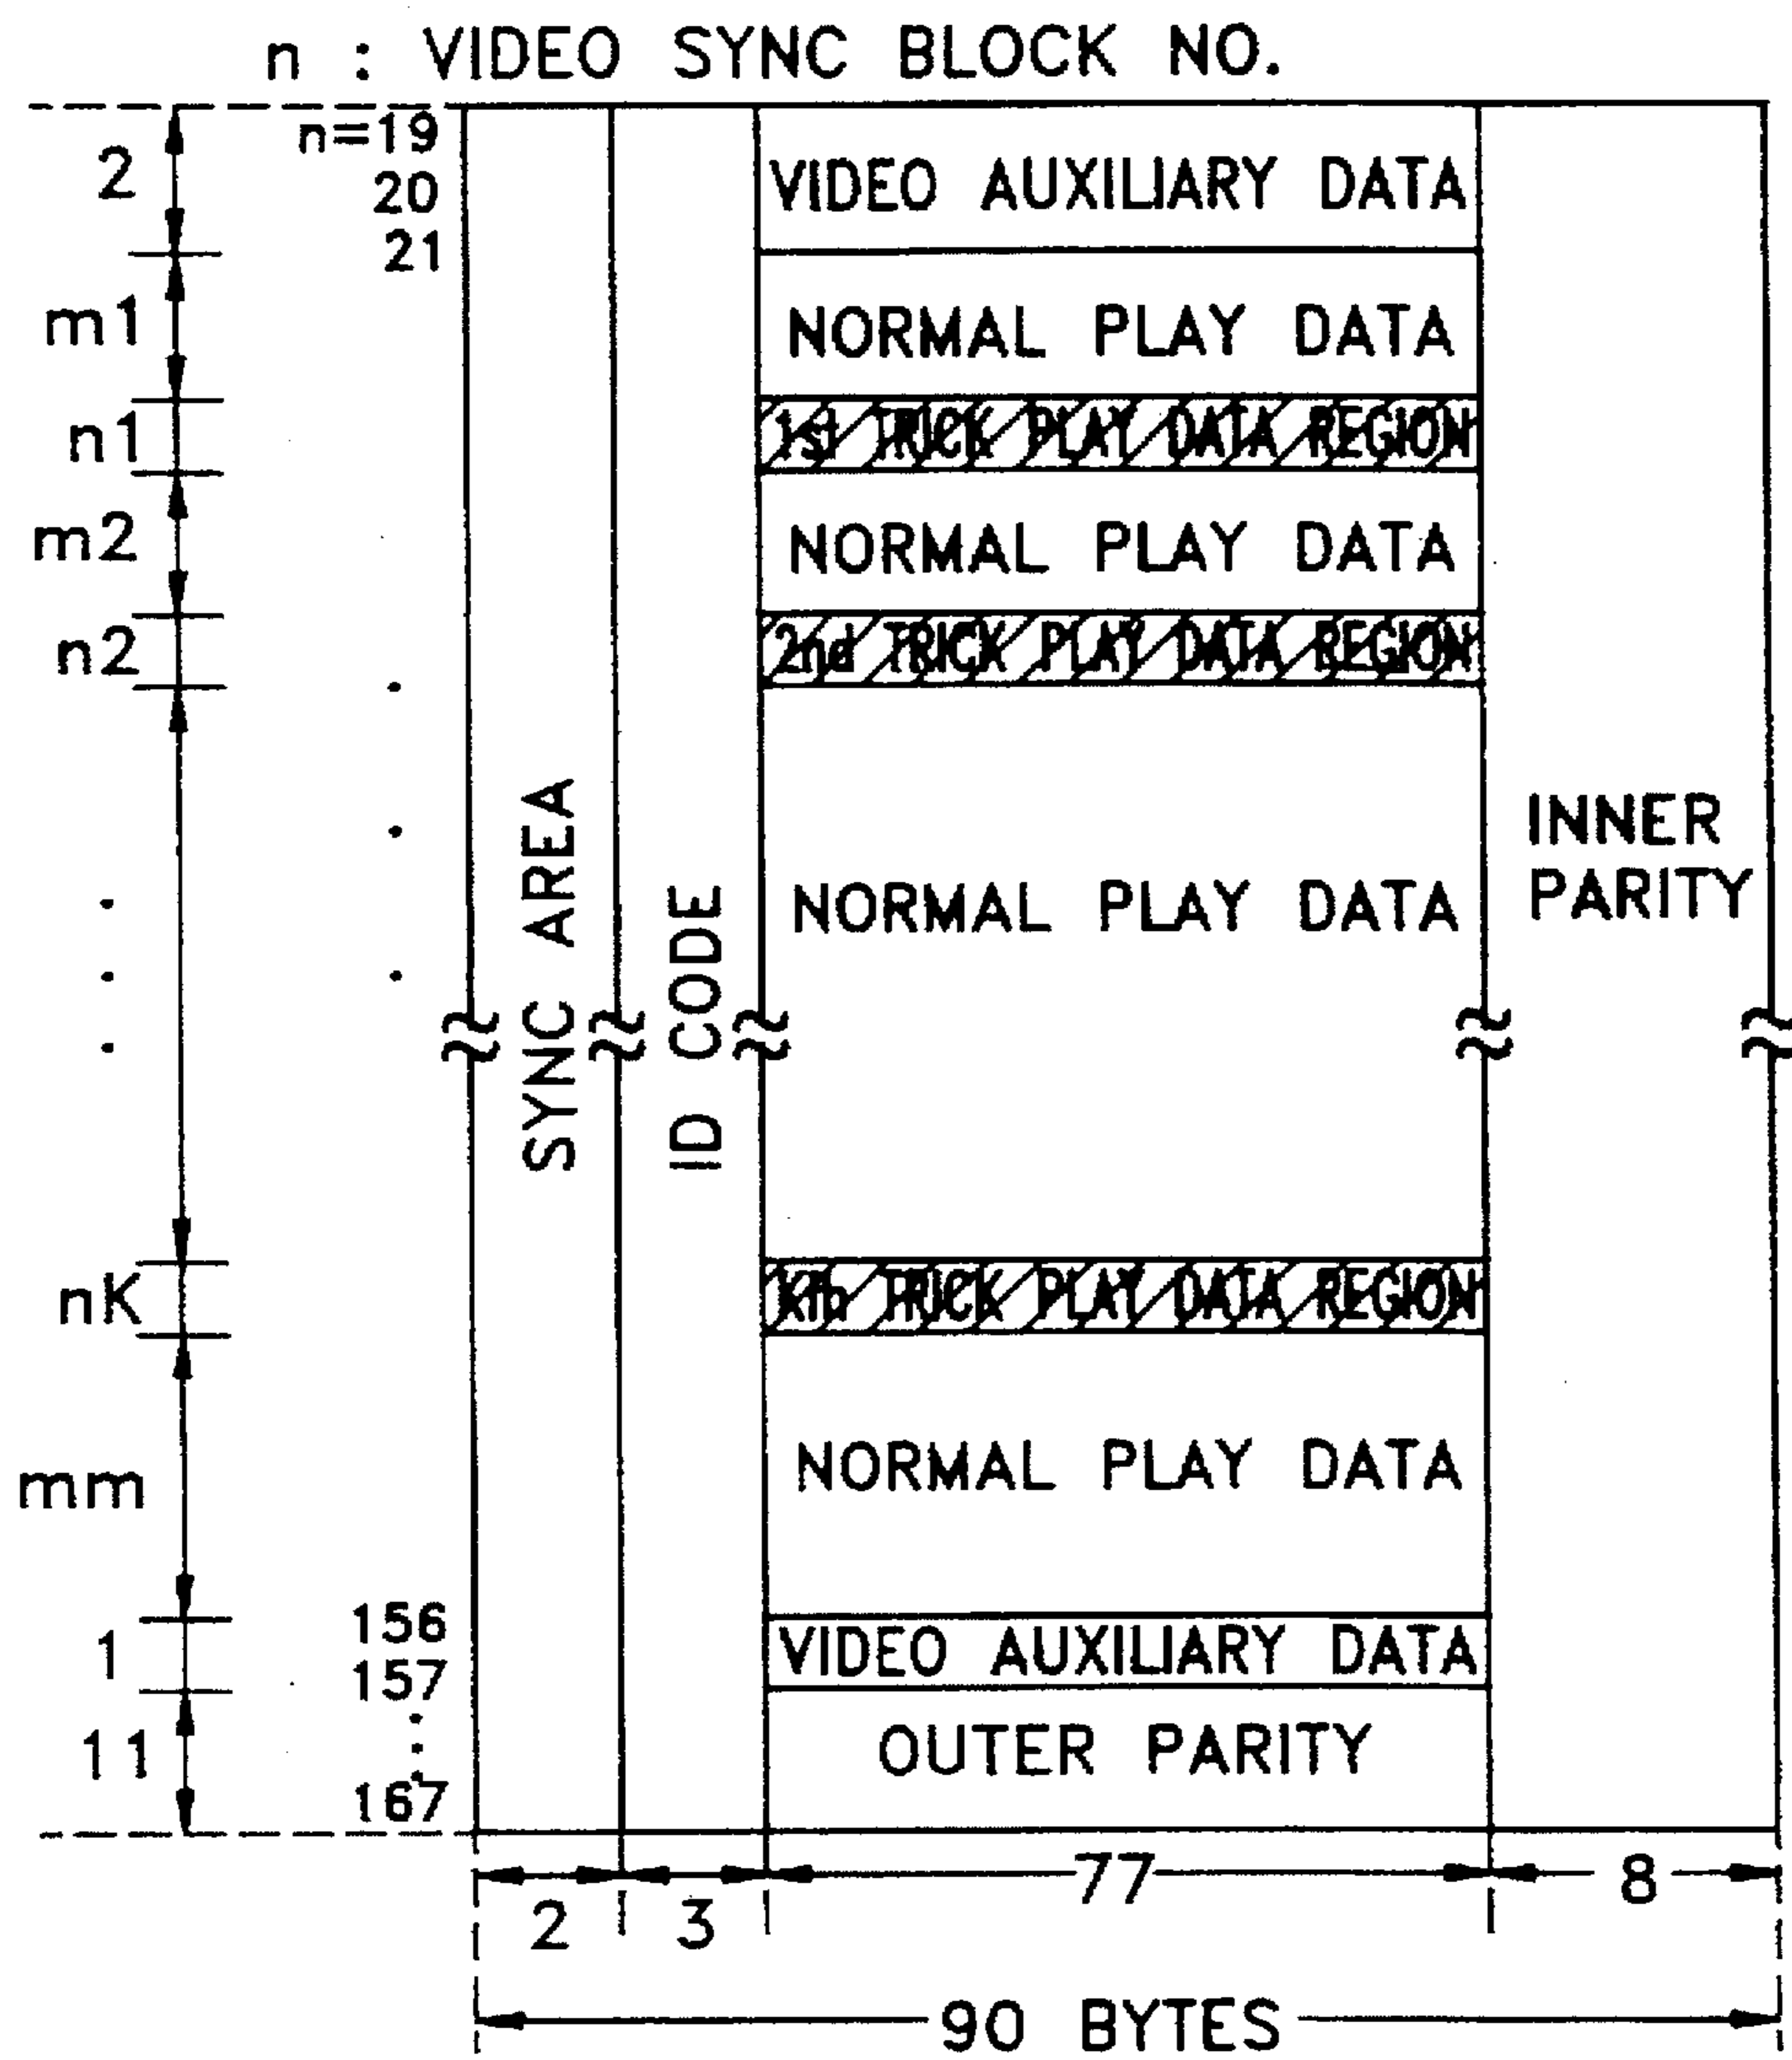 n : VIDEO SYNC BLOCK NO.
n=19
2
20
VIDEO AUXILIARY DATA
21
m1
NORMAL PLAY DATA
n1
1st TRICK PLAY DATA REGION
m2
NORMAL PLAY DATA
n2
2nd TRICK PLAY DATA REGION
SYNC AREA
ID CODE
NORMAL PLAY DATA
INNER
PARITY
nK
kth TRICK PLAY DATA REGION
mm
NORMAL PLAY DATA
156
1
VIDEO AUXILIARY DATA
157
11
OUTER PARITY
167
2
3
77
8
90 BYTES